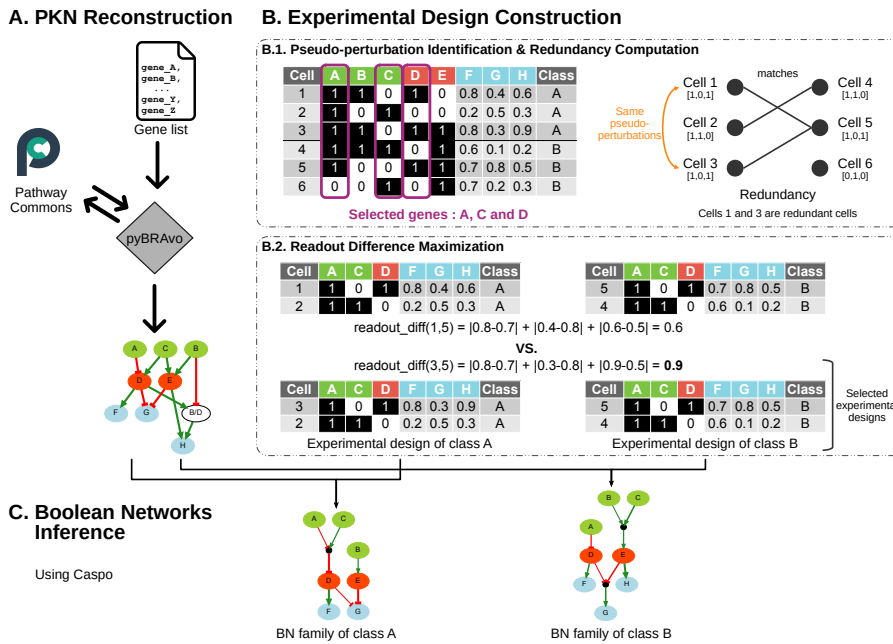 A. PKN Reconstruction
gene_A,
gene_B,
...
gene_Y,
gene_Z
Gene list
Pathway
Commons
pyBRAvo
A
C
B
D
E
F
G
B/D
H
B. Experimental Design Construction
B.1. Pseudo-perturbation Identification & Redundancy Computation
Cell A B C D E F G H Class
1 1 1 0 1 0 0.8 0.4 0.6 A
2 1 0 1 0 0 0.2 0.5 0.3 A
3 1 1 0 1 1 0.8 0.3 0.9 A
4 1 1 1 0 1 0.6 0.1 0.2 B
5 1 0 0 1 1 0.7 0.8 0.5 B
6 0 0 1 0 1 0.7 0.2 0.3 B
Selected genes : A, C and D
matches
Cell 1
[1,0,1]
Cell 4
[1,1,0]
Same
pseudo-
perturbations
Cell 2
[1,1,0]
Cell 5
[1,0,1]
Cell 3
[1,0,1]
Cell 6
[0,1,0]
Redundancy
Cells 1 and 3 are redundant cells
B.2. Readout Difference Maximization
Cell A C D F G H Class
1 1 0 1 0.8 0.4 0.6 A
2 1 1 0 0.2 0.5 0.3 A
Cell A C D F G H Class
5 1 0 1 0.7 0.8 0.5 B
4 1 1 0 0.6 0.1 0.2 B
readout_diff(1,5) = |0.8-0.7| + |0.4-0.8| + |0.6-0.5| = 0.6
VS.
readout_diff(3,5) = |0.8-0.7| + |0.3-0.8| + |0.9-0.5| = 0.9
Cell A C D F G H Class
3 1 0 1 0.8 0.3 0.9 A
2 1 1 0 0.2 0.5 0.3 A
Experimental design of class A
Cell A C D F G H Class
5 1 0 1 0.7 0.8 0.5 B
4 1 1 0 0.6 0.1 0.2 B
Experimental design of class B
Selected
experimental
designs
C. Boolean Networks
Inference
Using Caspo
A
C
B
D
E
F
G
BN family of class A
B
C
A
D
E
F
H
G
BN family of class B